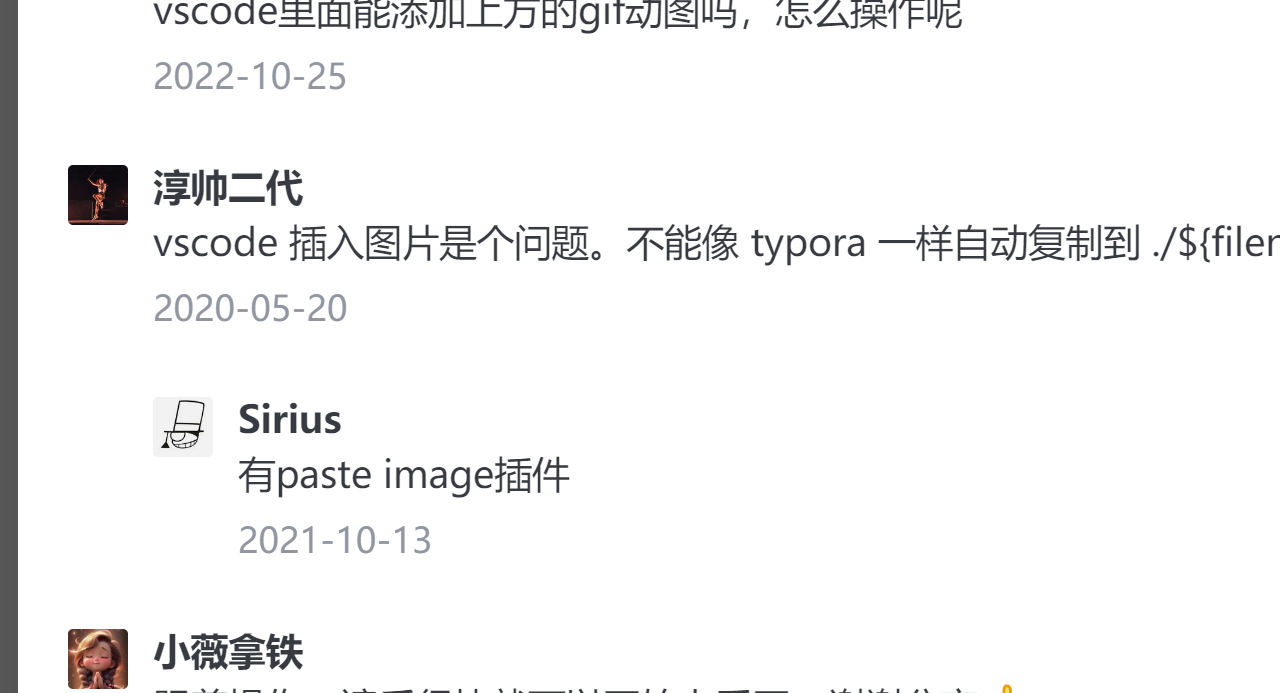 vscode里面能添加上方的gif动图吗，怎么操作呢
2022-10-25
淳帅二代
vscode 插入图片是个问题。不能像 typora 一样自动复制到 ./${filen
2020-05-20
Sirius
有paste image插件
2021-10-13
小薇拿铁